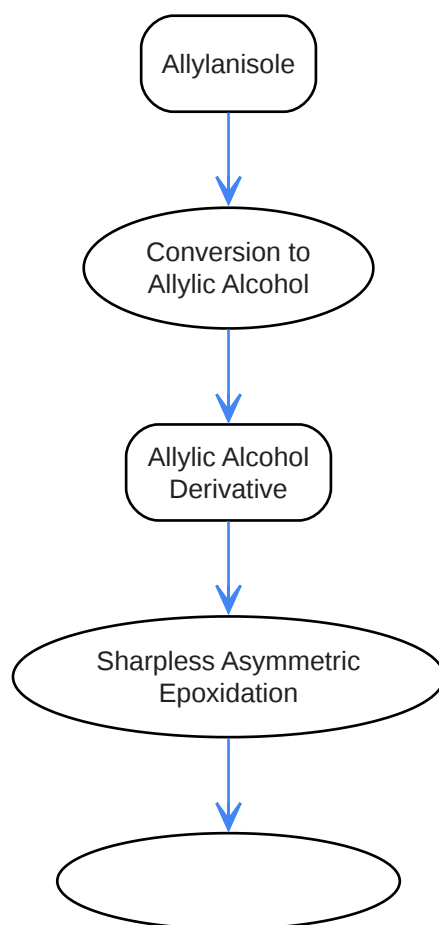 Allylanisole
Conversion to
Allylic Alcohol
Allylic Alcohol
Derivative
Sharpless Asymmetric
Epoxidation